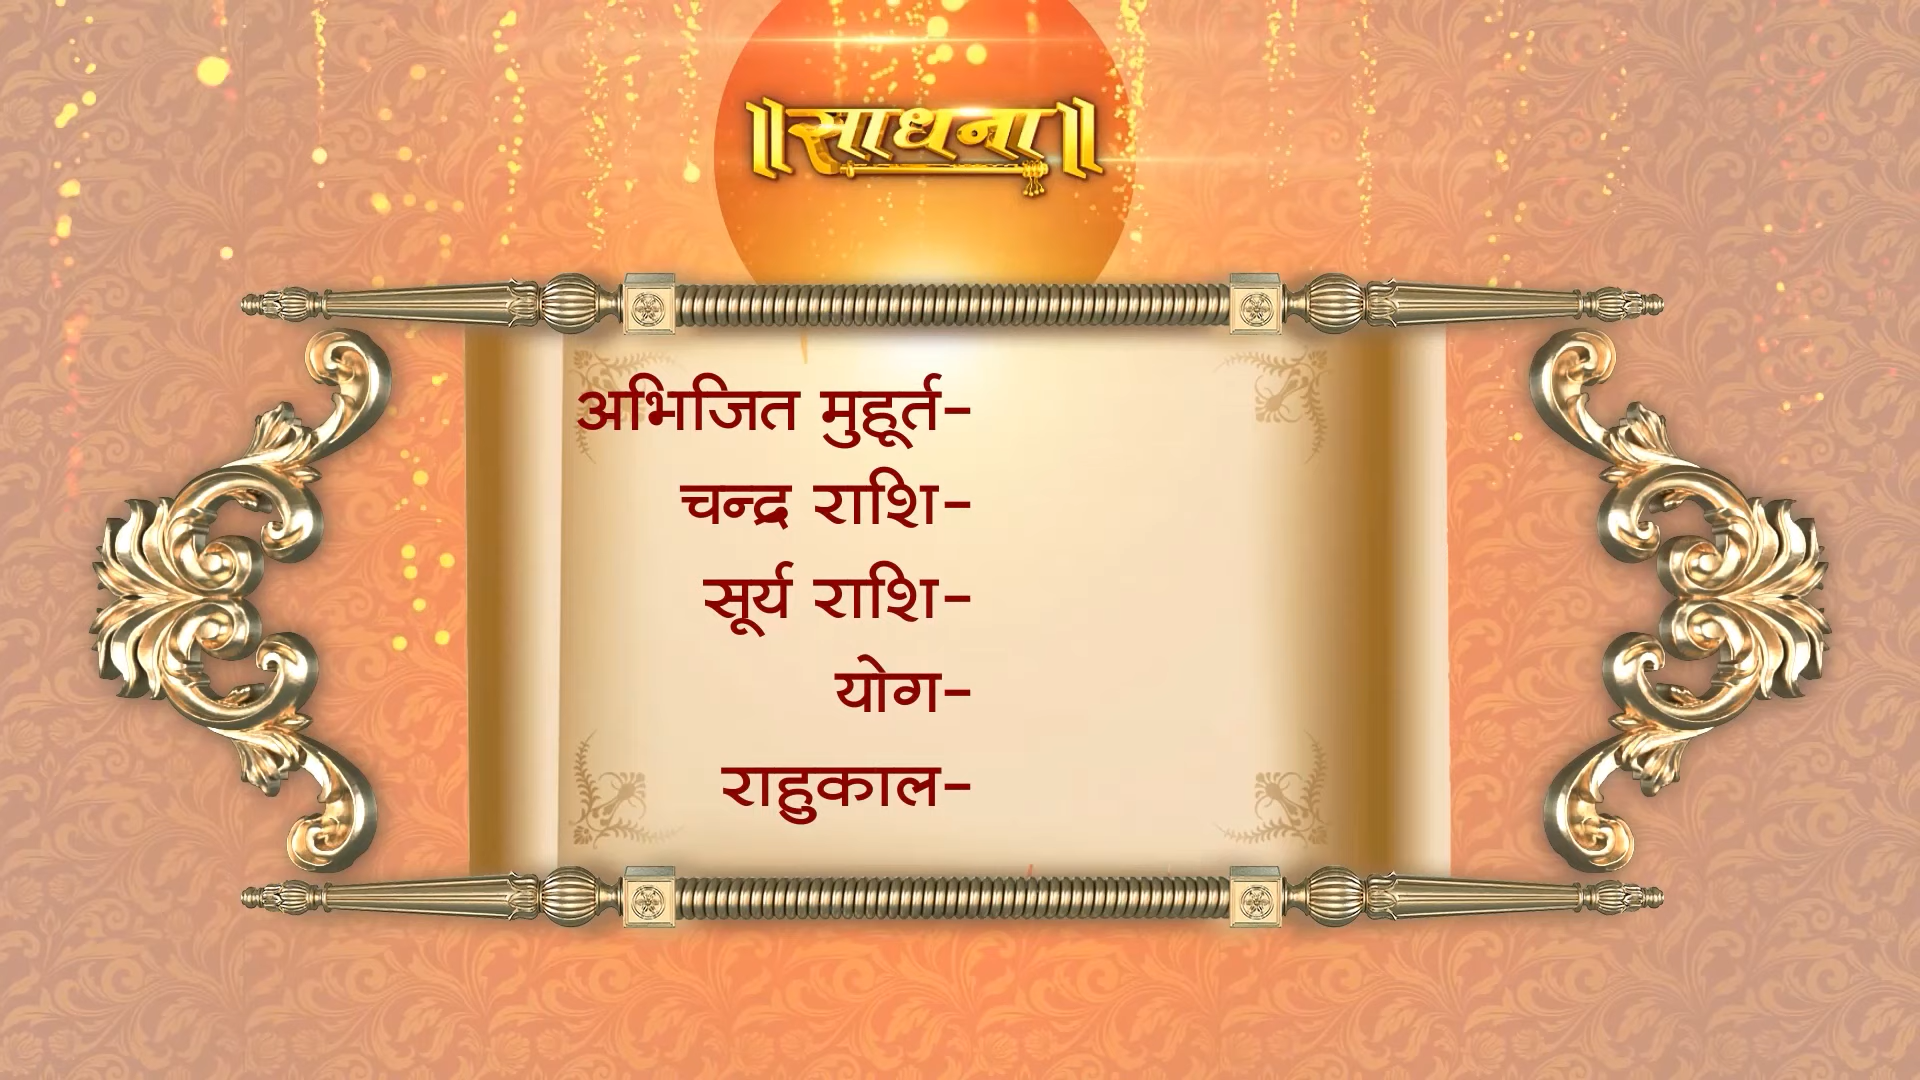 ॥साधना॥
अभिजित मुहूर्त-
चन्द्र राशि-
सूर्य राशि-
योग-
राहुकाल-